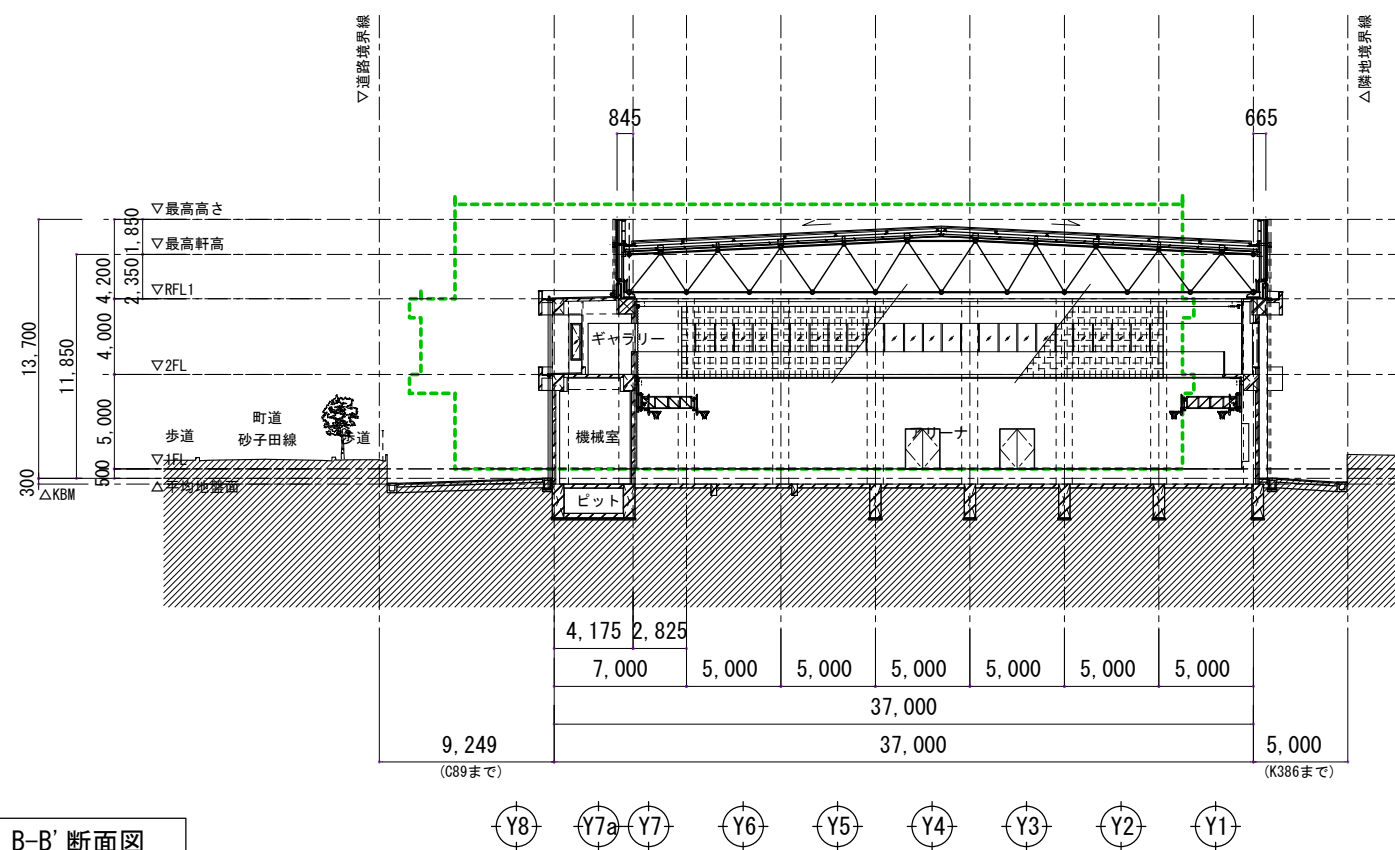 ▽道路境界線
△隣地境界線
845
665
▽最高高さ
▽最高軒高
▽RFL1
▽2FL
▽1FL
△平均地盤面
△KBM
13,700
300
11,850
4,200
4,000
5,000
500
1,850
2,350
ギャラリー
機械室
アリーナ
ピット
歩道
町道
砂子田線
歩道
4,175
2,825
7,000
5,000
5,000
5,000
5,000
5,000
5,000
37,000
9,249
37,000
5,000
(C89まで)
(K386まで)
Y8
Y7a
Y7
Y6
Y5
Y4
Y3
Y2
Y1
B-B' 断面図